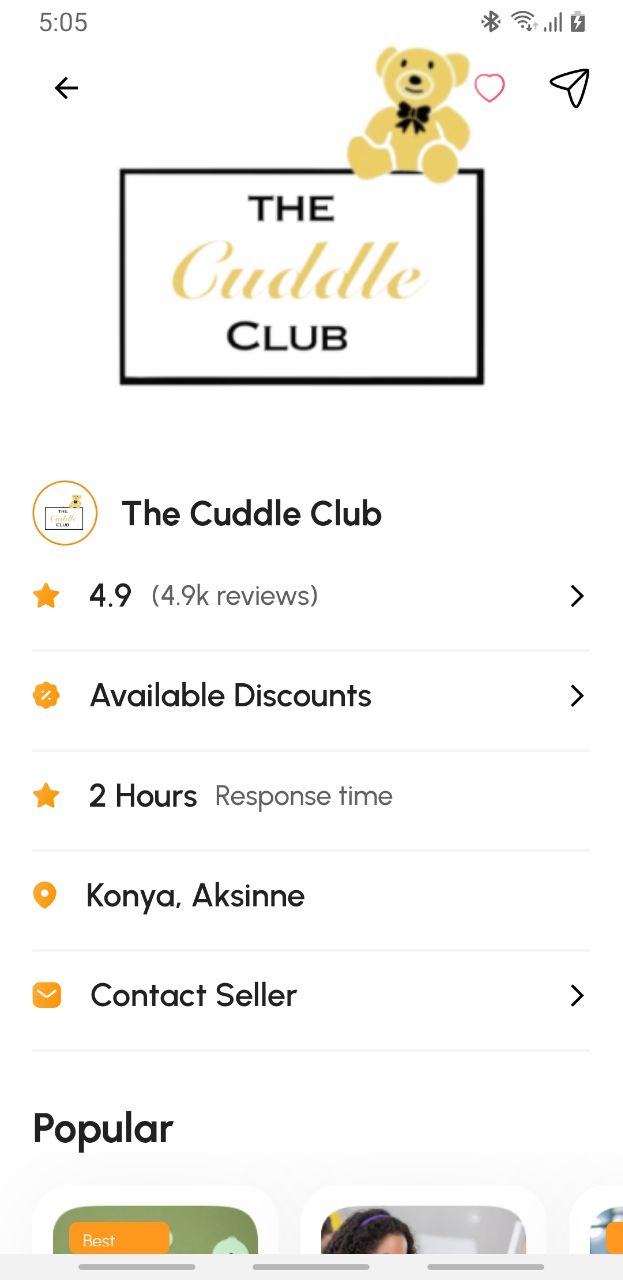 5:05
THE
Cuddle
CLUB
THE
Cuddle
CLUB
The Cuddle Club
4.9 (4.9k reviews)
Available Discounts
2 Hours Response time
Konya, Aksinne
Contact Seller
Popular
Best